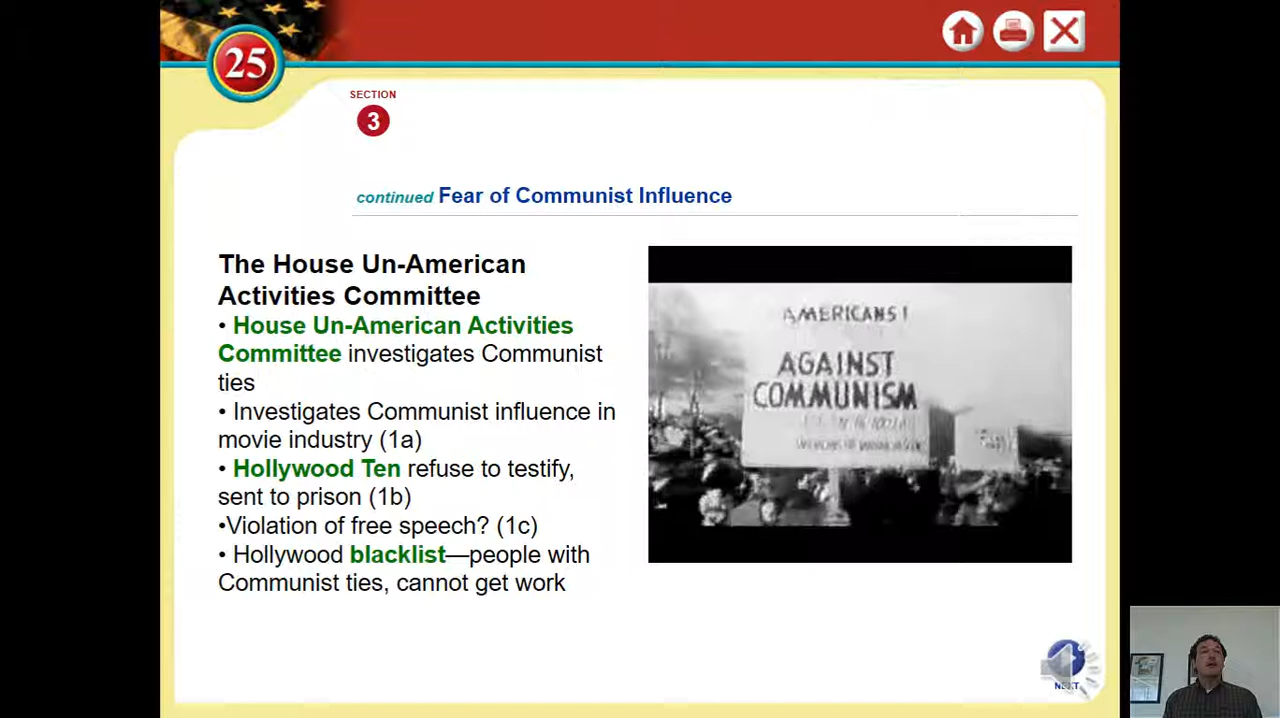 25
SECTION
3
continued Fear of Communist Influence
The House Un-American
Activities Committee
• House Un-American Activities
Committee investigates Communist
ties
• Investigates Communist influence in
movie industry (1a)
• Hollywood Ten refuse to testify,
sent to prison (1b)
•Violation of free speech? (1c)
• Hollywood blacklist—people with
Communist ties, cannot get work
AMERICANS!
AGAINST
COMMUNISM
NEXT